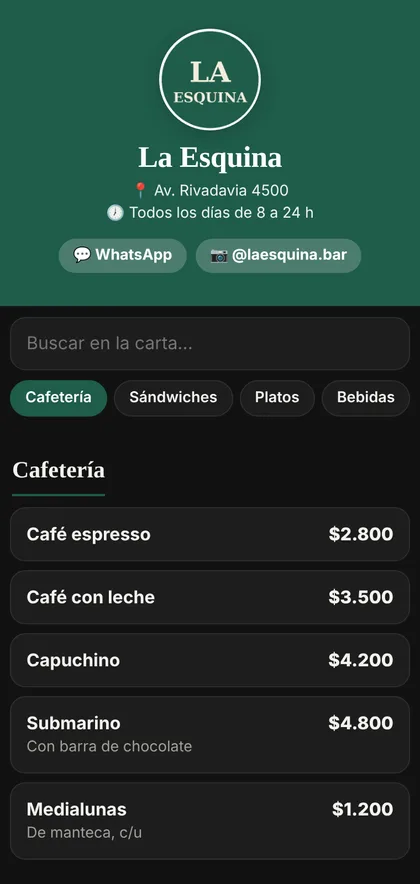 LA
ESQUINA
La Esquina
📍 Av. Rivadavia 4500
🕖 Todos los días de 8 a 24 h
💬 WhatsApp
📷 @laesquina.bar
Buscar en la carta...
Cafetería
Sándwiches
Platos
Bebidas
Cafetería
Café espresso $2.800
Café con leche $3.500
Capuchino $4.200
Submarino $4.800
Con barra de chocolate
Medialunas $1.200
De manteca, c/u